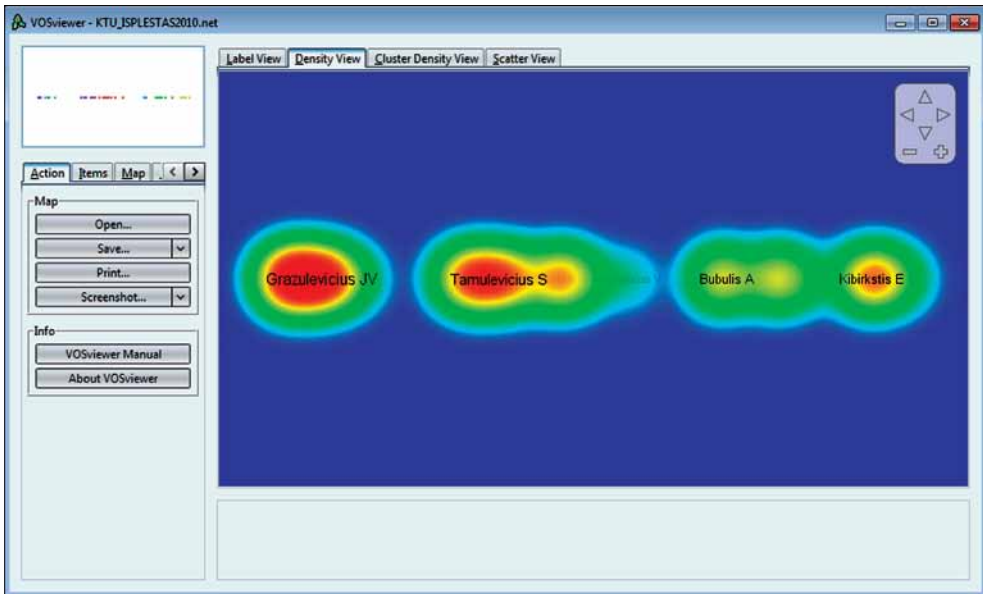 VOSviewer - KTU_ISPLESTAS2010.net
Label View Density View Cluster Density View Scatter View
Action Items Map
Map
Open...
Save...
Print...
Screenshot...
Info
VOSviewer Manual
About VOSviewer
Grazulevicius JV
Tamulevicius S
Bubulis A
Kibirkstis E